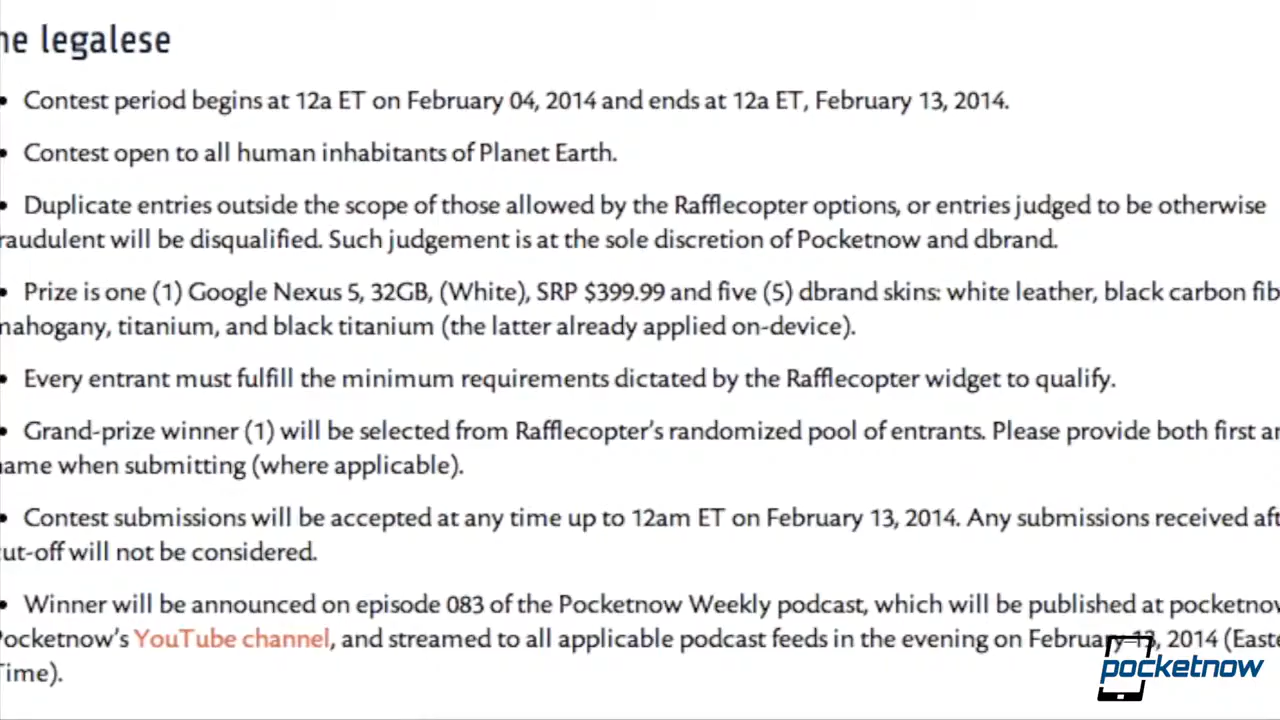 he legalese
• Contest period begins at 12a ET on February 04, 2014 and ends at 12a ET, February 13, 2014.
• Contest open to all human inhabitants of Planet Earth.
• Duplicate entries outside the scope of those allowed by the Rafflecopter options, or entries judged to be otherwise
raudulent will be disqualified. Such judgement is at the sole discretion of Pocketnow and dbrand.
• Prize is one (1) Google Nexus 5, 32GB, (White), SRP $399.99 and five (5) dbrand skins: white leather, black carbon fib
mahogany, titanium, and black titanium (the latter already applied on-device).
• Every entrant must fulfill the minimum requirements dictated by the Rafflecopter widget to qualify.
• Grand-prize winner (1) will be selected from Rafflecopter's randomized pool of entrants. Please provide both first an
name when submitting (where applicable).
• Contest submissions will be accepted at any time up to 12am ET on February 13, 2014. Any submissions received aft
cut-off will not be considered.
• Winner will be announced on episode 083 of the Pocketnow Weekly podcast, which will be published at pocketnow
Pocketnow's YouTube channel, and streamed to all applicable podcast feeds in the evening on February 13, 2014 (Easte
Time).
pocketnow